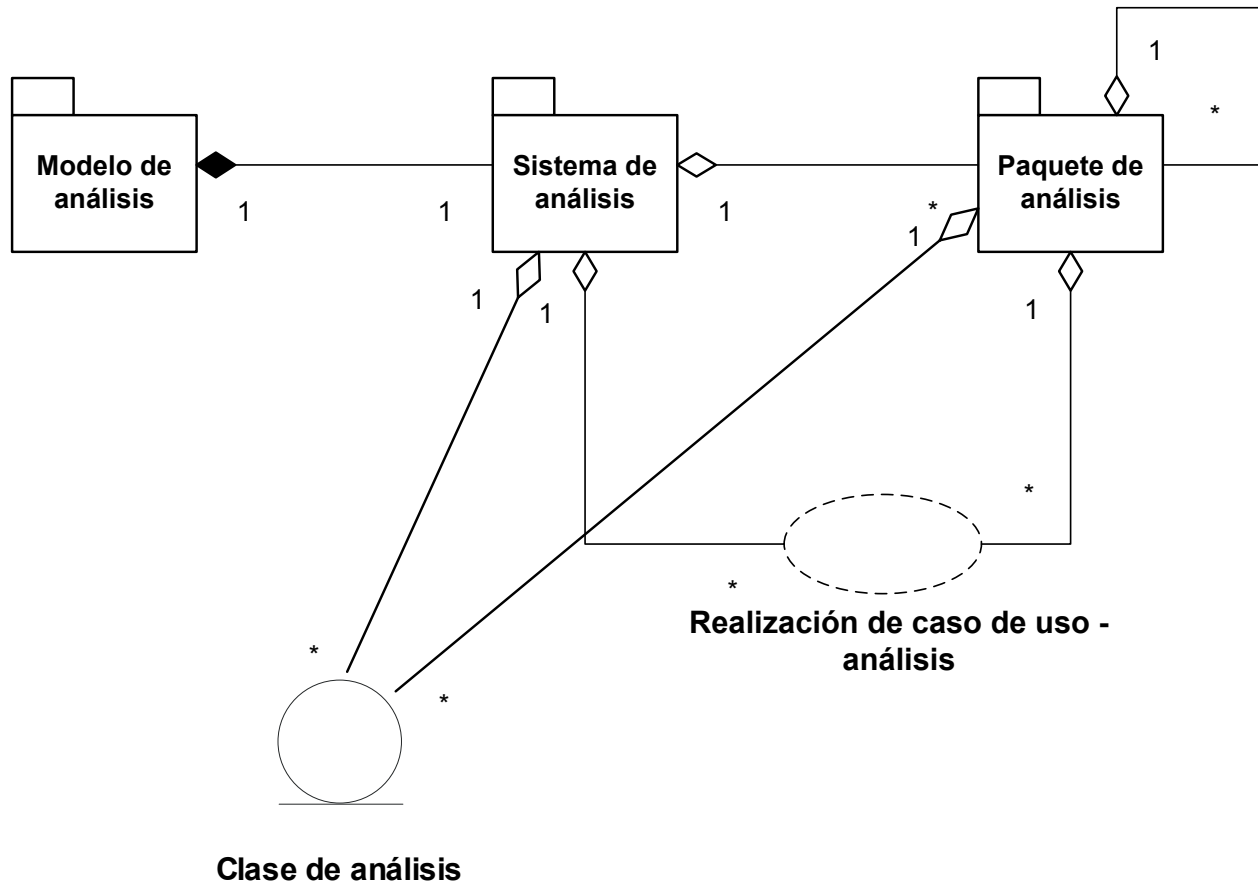 1
*
Modelo de
análisis
Sistema de
análisis
Paquete de
análisis
1
1
1
*
1
1
1
1
*
*
Realización de caso de uso -
análisis
*
*
Clase de análisis